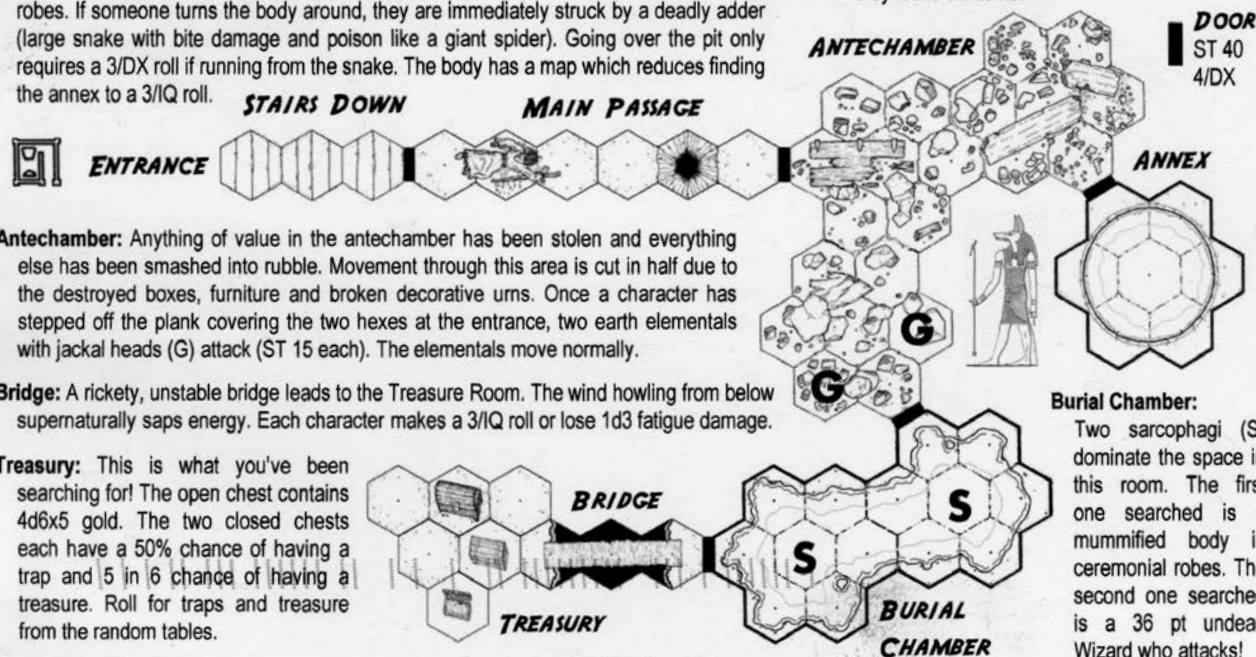 robes. If someone turns the body around, they are immediately struck by a deadly adder
(large snake with bite damage and poison like a giant spider). Going over the pit only
requires a 3/DX roll if running from the snake. The body has a map which reduces finding
the annex to a 3/IQ roll.
STAIRS DOWN
MAIN PASSAGE
ANTECHAMBER
DOOR
ST 40
4/DX
ENTRANCE
ANNEX
Antechamber: Anything of value in the antechamber has been stolen and everything
else has been smashed into rubble. Movement through this area is cut in half due to
the destroyed boxes, furniture and broken decorative urns. Once a character has
stepped off the plank covering the two hexes at the entrance, two earth elementals
with jackal heads (G) attack (ST 15 each). The elementals move normally.
G
G
Bridge: A rickety, unstable bridge leads to the Treasure Room. The wind howling from below
supernaturally saps energy. Each character makes a 3/IQ roll or lose 1d3 fatigue damage.
Treasury: This is what you've been
searching for! The open chest contains
4d6x5 gold. The two closed chests
each have a 50% chance of having a
trap and 5 in 6 chance of having a
treasure. Roll for traps and treasure
from the random tables.
BRIDGE
TREASURY
S
S
BURIAL
CHAMBER
Burial Chamber:
Two sarcophagi (S
dominate the space i
this room. The firs
one searched is
mummified body i
ceremonial robes. Th
second one searche
is a 36 pt undea
Wizard who attacks!